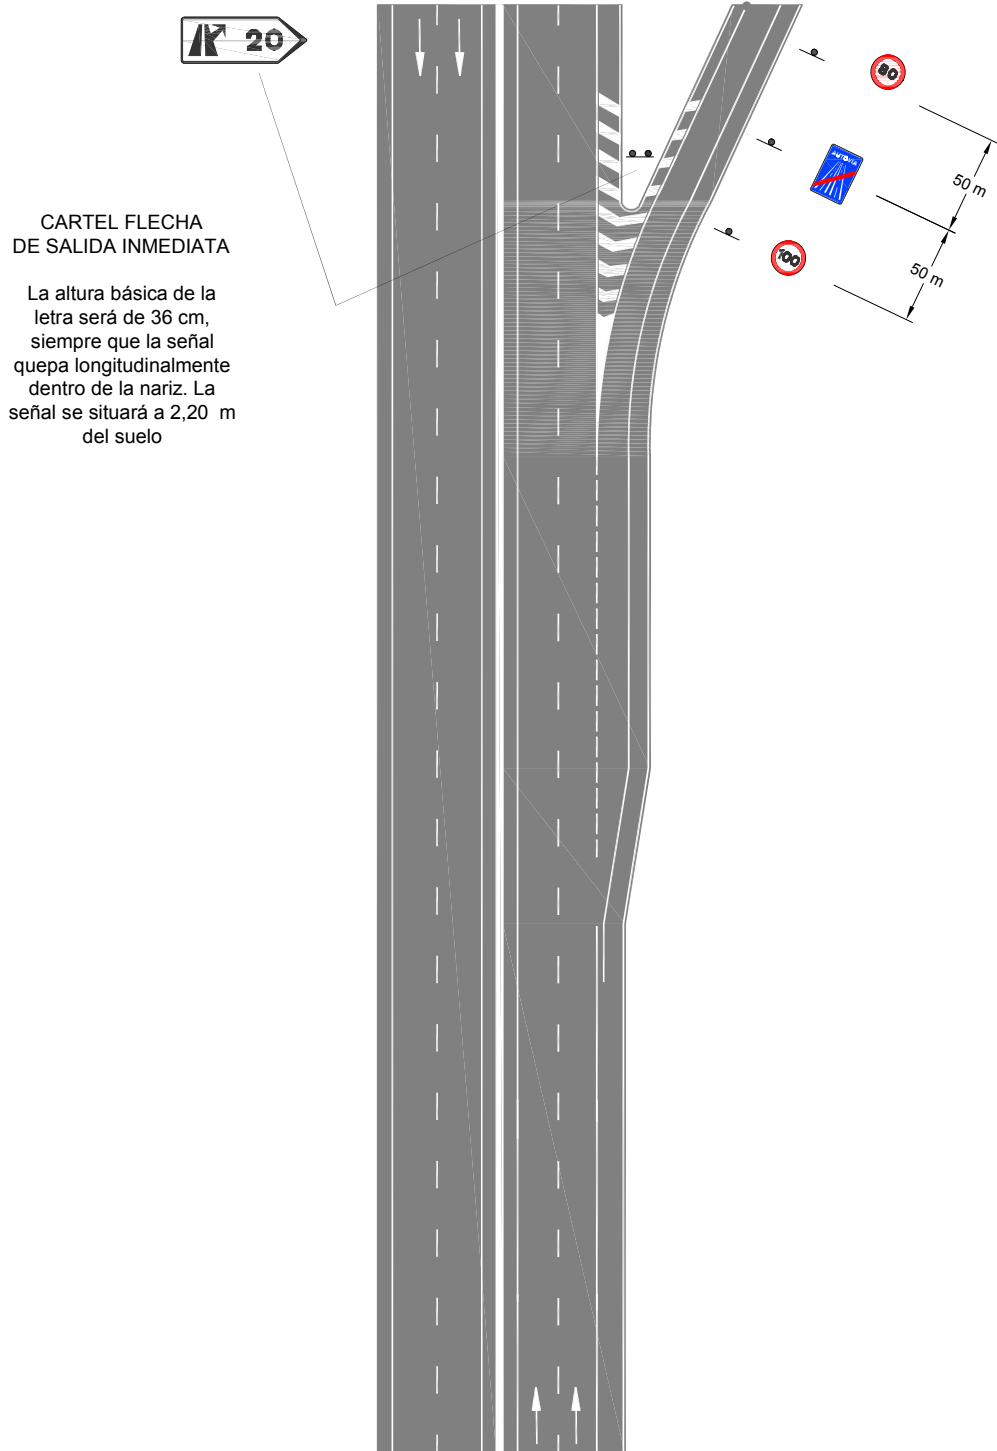 20
80
AUTOVIA
50 m
100
50 m
CARTEL FLECHA
DE SALIDA INMEDIATA
La altura básica de la
letra será de 36 cm,
siempre que la señal
quepa longitudinalmente
dentro de la nariz. La
señal se situará a 2,20 m
del suelo